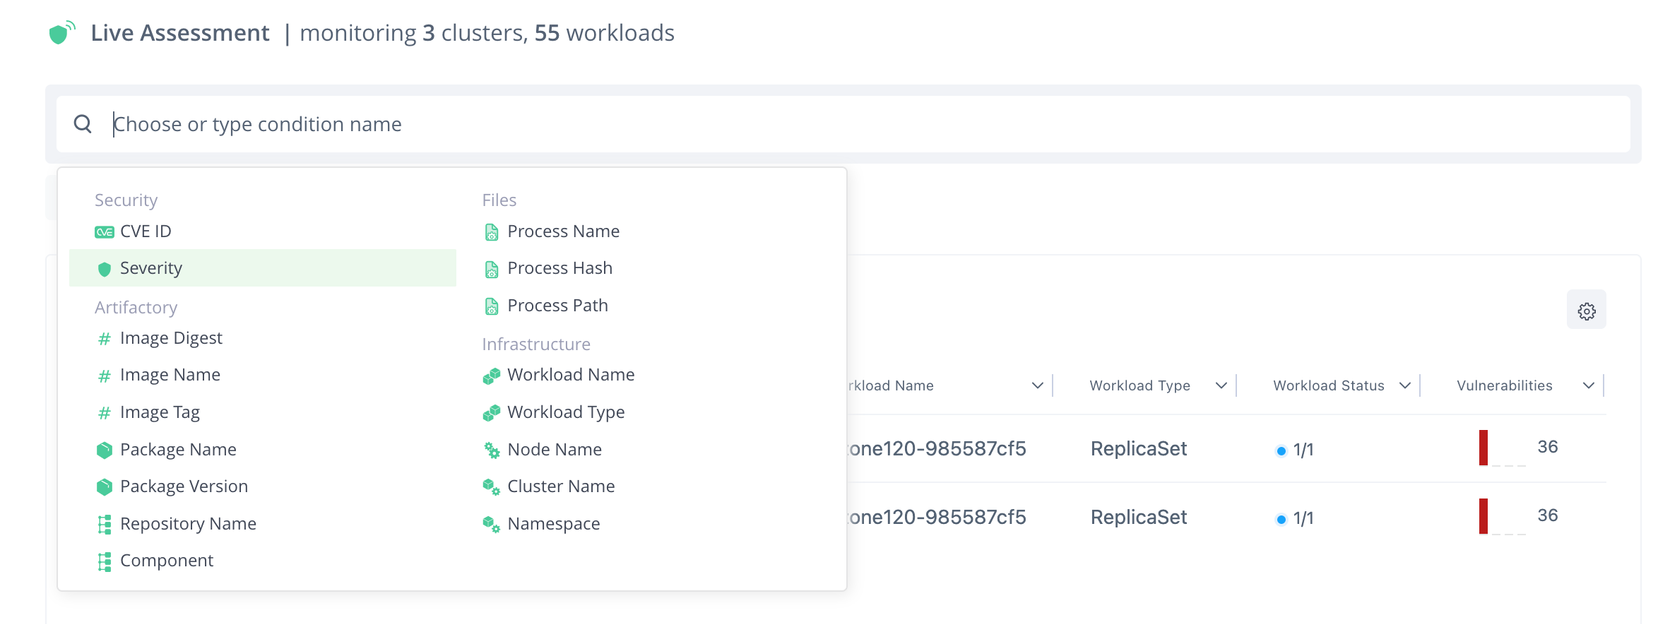 Live Assessment | monitoring 3 clusters, 55 workloads
Choose or type condition name
Security
CVE CVE ID
Severity
Artifactory
# Image Digest
# Image Name
# Image Tag
Package Name
Package Version
Repository Name
Component
Files
Process Name
Process Hash
Process Path
Infrastructure
Workload Name
Workload Type
Node Name
Cluster Name
Namespace
rkload Name Workload Type Workload Status Vulnerabilities
one120-985587cf5 ReplicaSet 1/1 36
one120-985587cf5 ReplicaSet 1/1 36